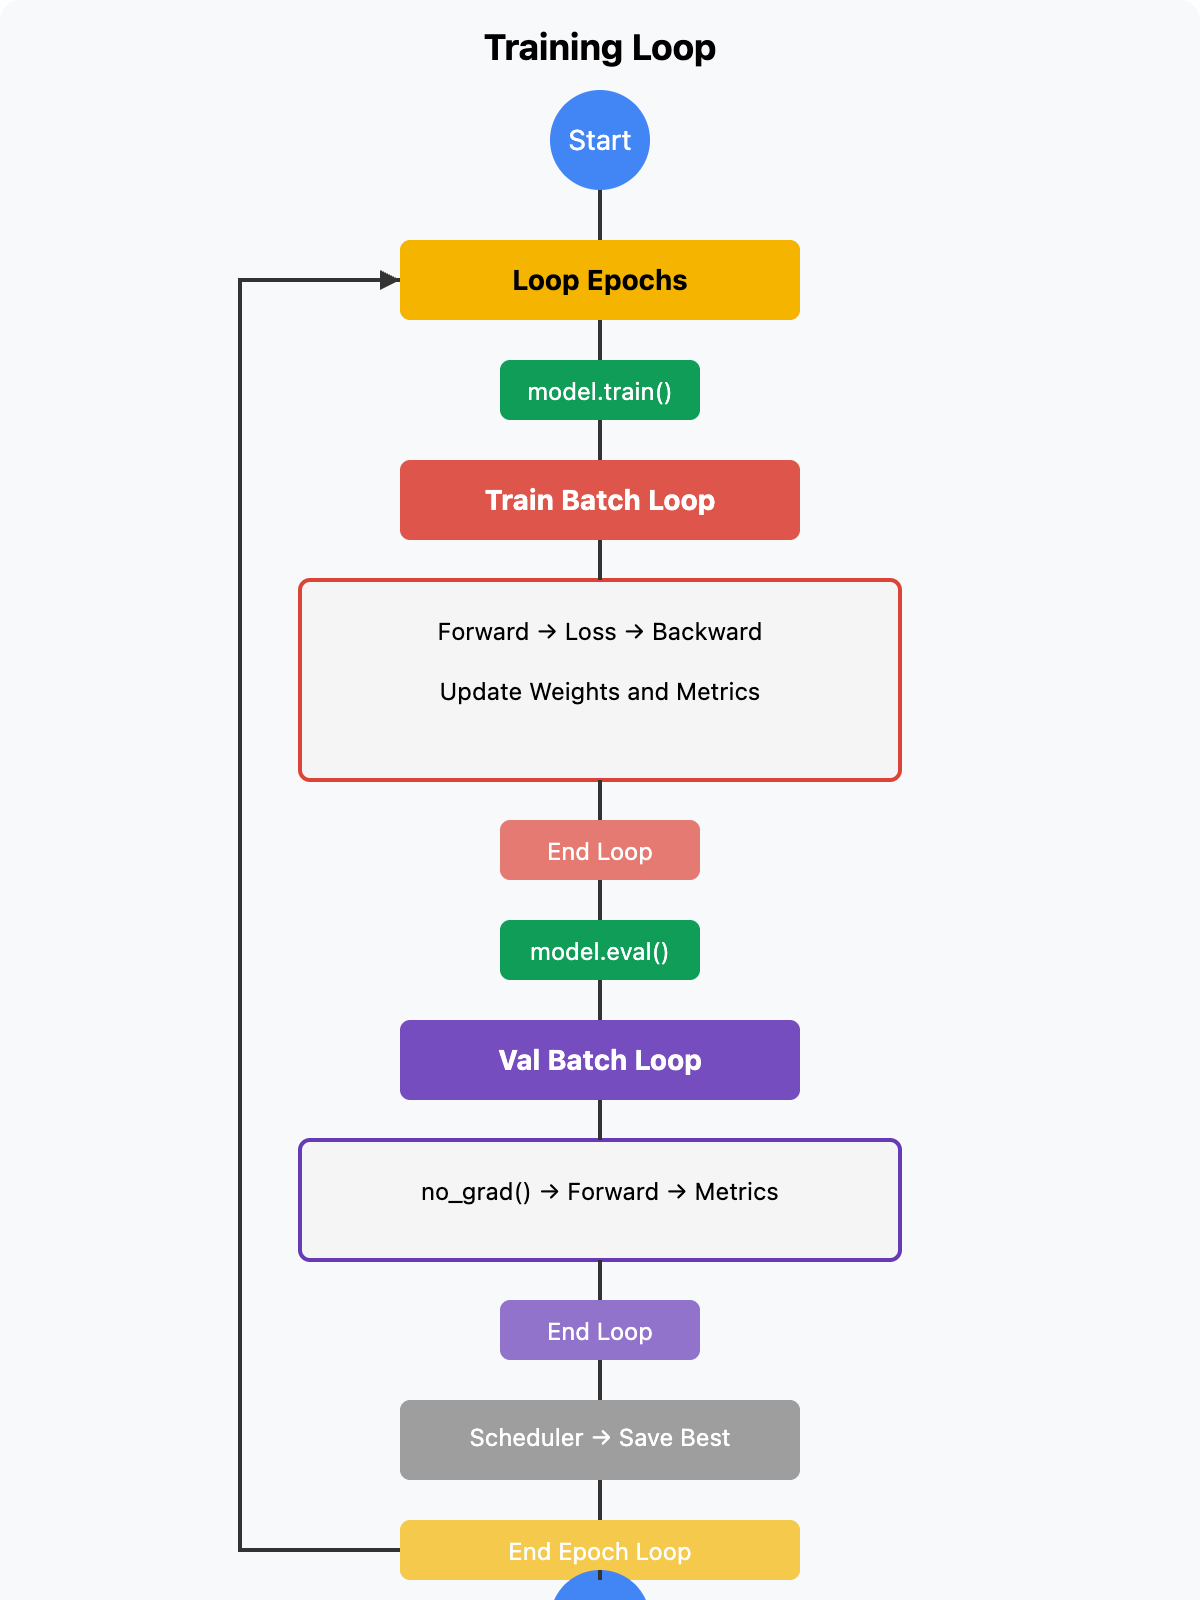 Training Loop
Start
Loop Epochs
model.train()
Train Batch Loop
Forward → Loss → Backward
Update Weights and Metrics
End Loop
model.eval()
Val Batch Loop
no_grad() → Forward → Metrics
End Loop
Scheduler → Save Best
End Epoch Loop